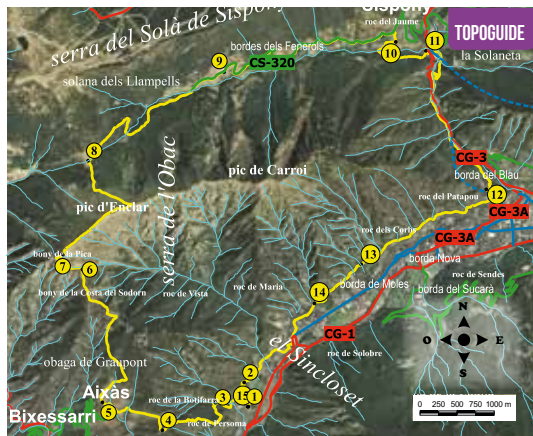 Sispony
roc del Jaume
TOPOGUIDE
serra del Solà de Sispony
bordes dels Fenerols
11
10
la Solaneta
9
CS-320
solana dels Llampells
8
CG-3
borda del Blau
pic de Carroi
roc del Patapou
12
CG-3A
pic d'Enclar
serra de l'Obac
roc dels Corbs
CG-3A
bony de la Pica
13
borda Nova
7
6
roc de Sendes
bony de la Costa del Sodorn
roc de Vista
roc de Maria
borda de Moles
borda del Sucarà
14
N
CG-1
O
E
roc de Solobre
S
el Sincloset
obaga de Graupont
2
Aixàs
3
15
1
roc de la Botifarra
Bixessarri
5
4
roc de Persoma
0 250 500 750 1000 m